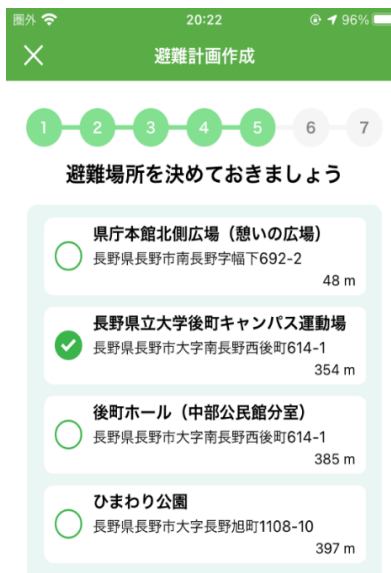 圏外 20:22 96%
避難計画作成
1 2 3 4 5 6 7
避難場所を決めておきましょう
県庁本館北側広場（憩いの広場）
長野県長野市南長野字幅下692-2
48 m
長野県立大学後町キャンパス運動場
長野県長野市大字南長野西後町614-1
354 m
後町ホール（中部公民館分室）
長野県長野市大字南長野西後町614-1
385 m
ひまわり公園
長野県長野市大字長野旭町1108-10
397 m